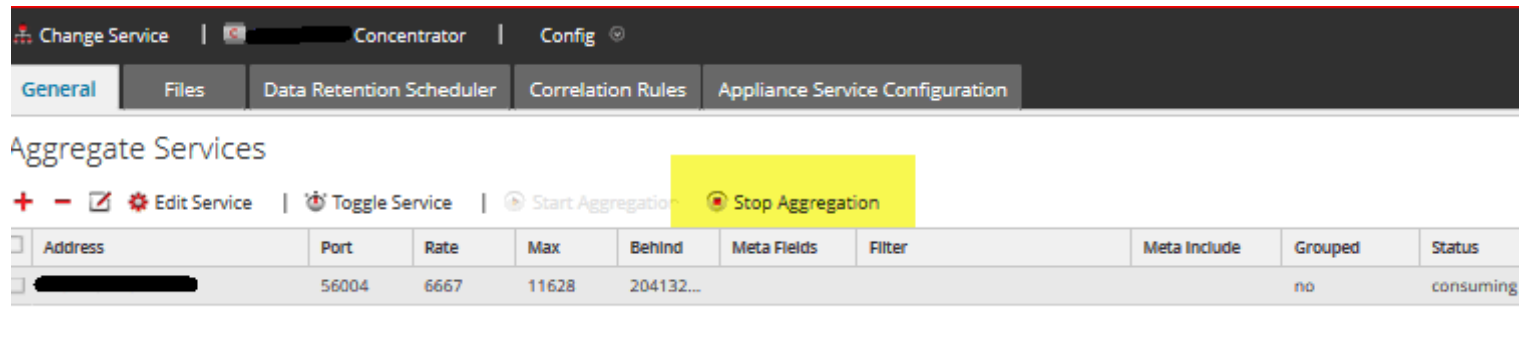 Change Service | Concentrator | Config
General Files Data Retention Scheduler Correlation Rules Appliance Service Configuration
Aggregate Services
+ − Edit Service | Toggle Service | Start Aggregation Stop Aggregation
Address Port Rate Max Behind Meta Fields Filter Meta Include Grouped Status
56004 6667 11628 204132... no consuming